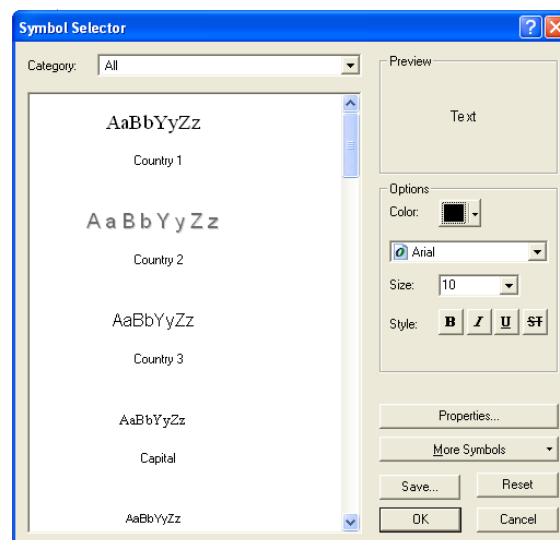 Symbol Selector
Category: All
AaBbYyZz
Country 1
AaBbYyZz
Country 2
AaBbYyZz
Country 3
AaBbYyZz
Capital
AaBbYyZz
Preview
Text
Options
Color:
Arial
Size: 10
Style: B I U ST
Properties...
More Symbols
Save... Reset
OK Cancel